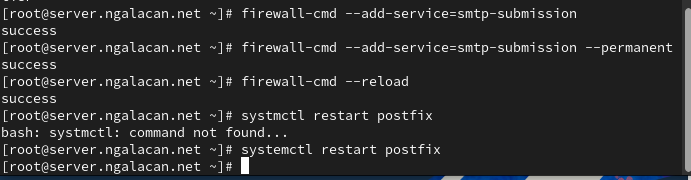 [root@server.ngalacan.net ~]# firewall-cmd --add-service=smtp-submission
success
[root@server.ngalacan.net ~]# firewall-cmd --add-service=smtp-submission --permanent
success
[root@server.ngalacan.net ~]# firewall-cmd --reload
success
[root@server.ngalacan.net ~]# systmctl restart postfix
bash: systmctl: command not found...
[root@server.ngalacan.net ~]# systemctl restart postfix
[root@server.ngalacan.net ~]#